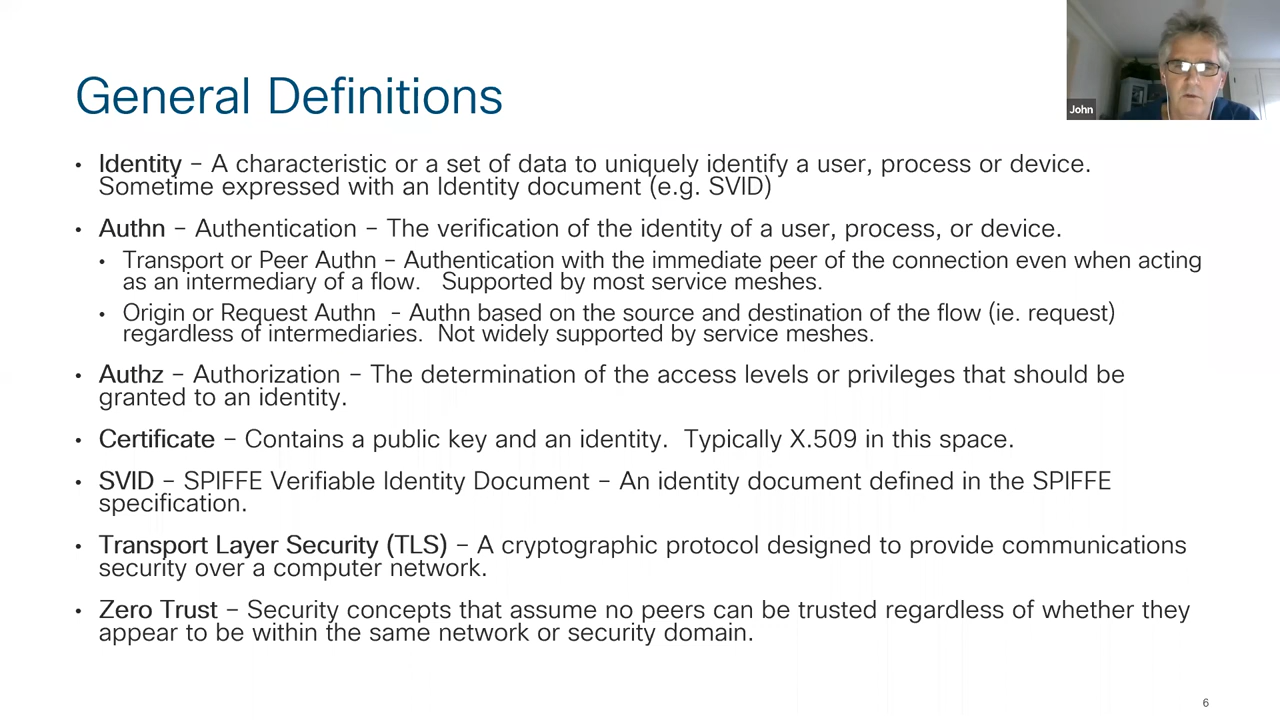 General Definitions
John
• Identity – A characteristic or a set of data to uniquely identify a user, process or device.
Sometime expressed with an Identity document (e.g. SVID)
• Authn – Authentication – The verification of the identity of a user, process, or device.
• Transport or Peer Authn – Authentication with the immediate peer of the connection even when acting
as an intermediary of a flow. Supported by most service meshes.
• Origin or Request Authn – Authn based on the source and destination of the flow (ie. request)
regardless of intermediaries. Not widely supported by service meshes.
• Authz – Authorization – The determination of the access levels or privileges that should be
granted to an identity.
• Certificate – Contains a public key and an identity. Typically X.509 in this space.
• SVID – SPIFFE Verifiable Identity Document – An identity document defined in the SPIFFE
specification.
• Transport Layer Security (TLS) – A cryptographic protocol designed to provide communications
security over a computer network.
• Zero Trust – Security concepts that assume no peers can be trusted regardless of whether they
appear to be within the same network or security domain.
6